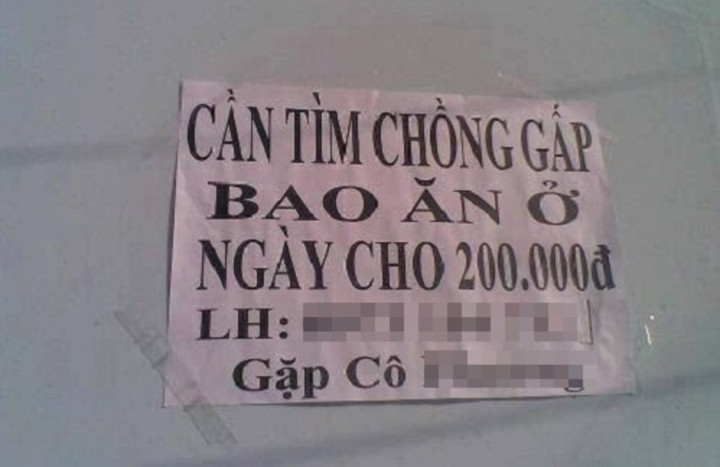 CẦN TÌM CHỒNG GẤP
BAO ĂN Ở
NGÀY CHO 200.000đ
LH:
Gặp Cô